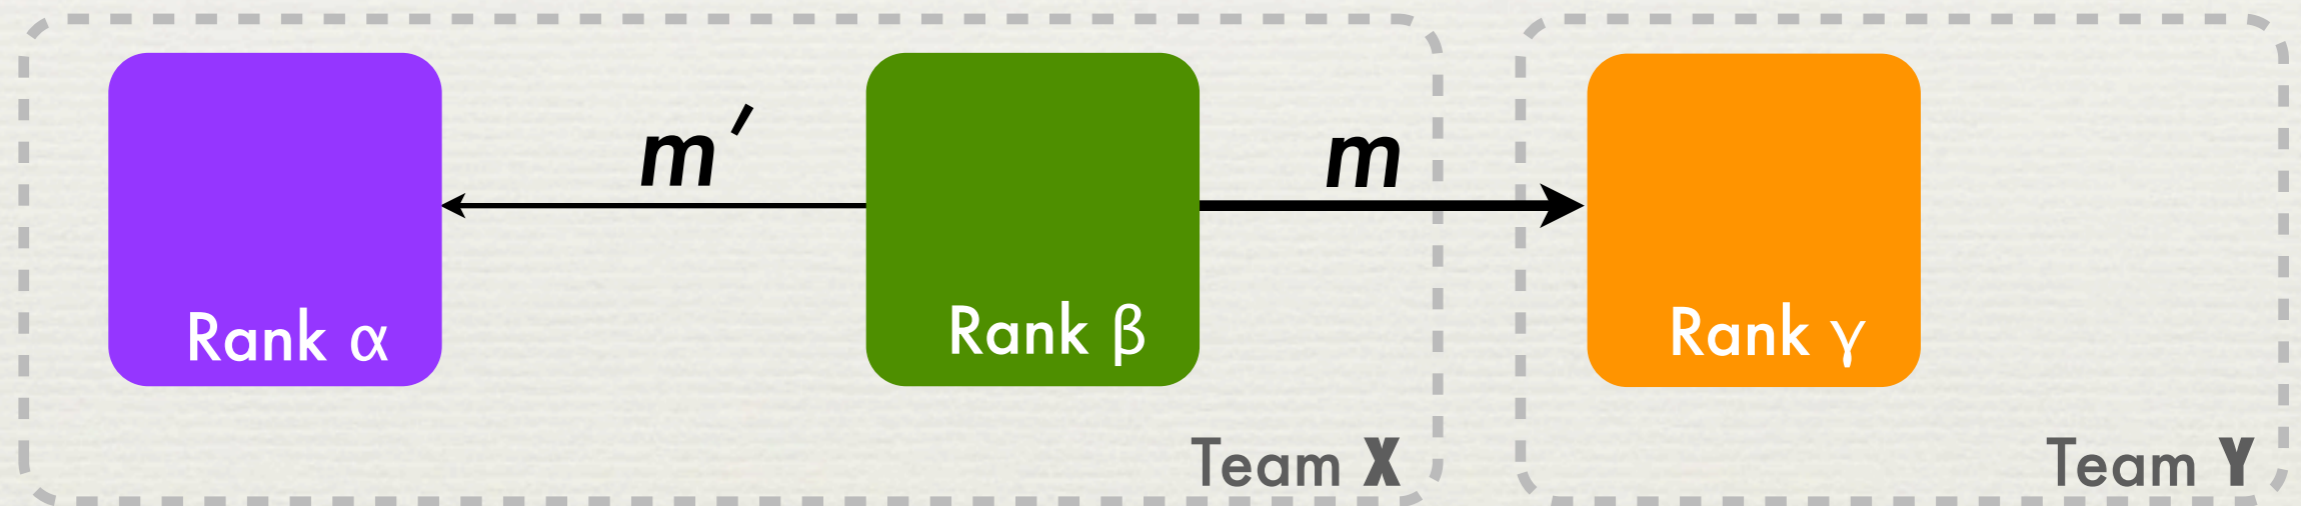 m′
m
Rank α
Rank β
Rank γ
Team X
Team Y